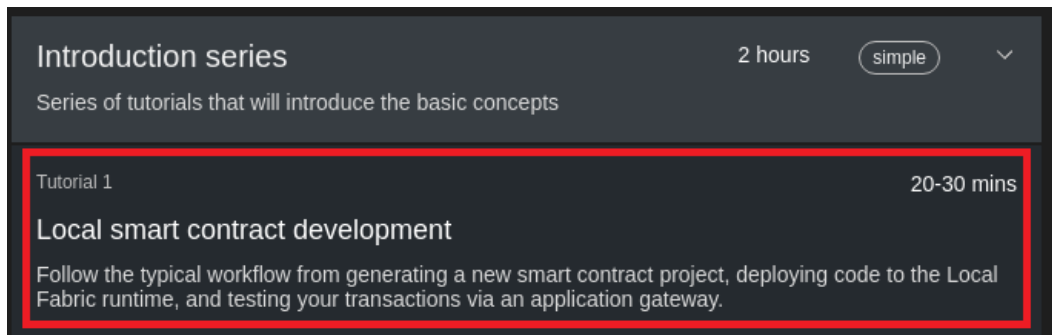 Introduction series
2 hours
simple
Series of tutorials that will introduce the basic concepts
Tutorial 1
20-30 mins
Local smart contract development
Follow the typical workflow from generating a new smart contract project, deploying code to the Local
Fabric runtime, and testing your transactions via an application gateway.